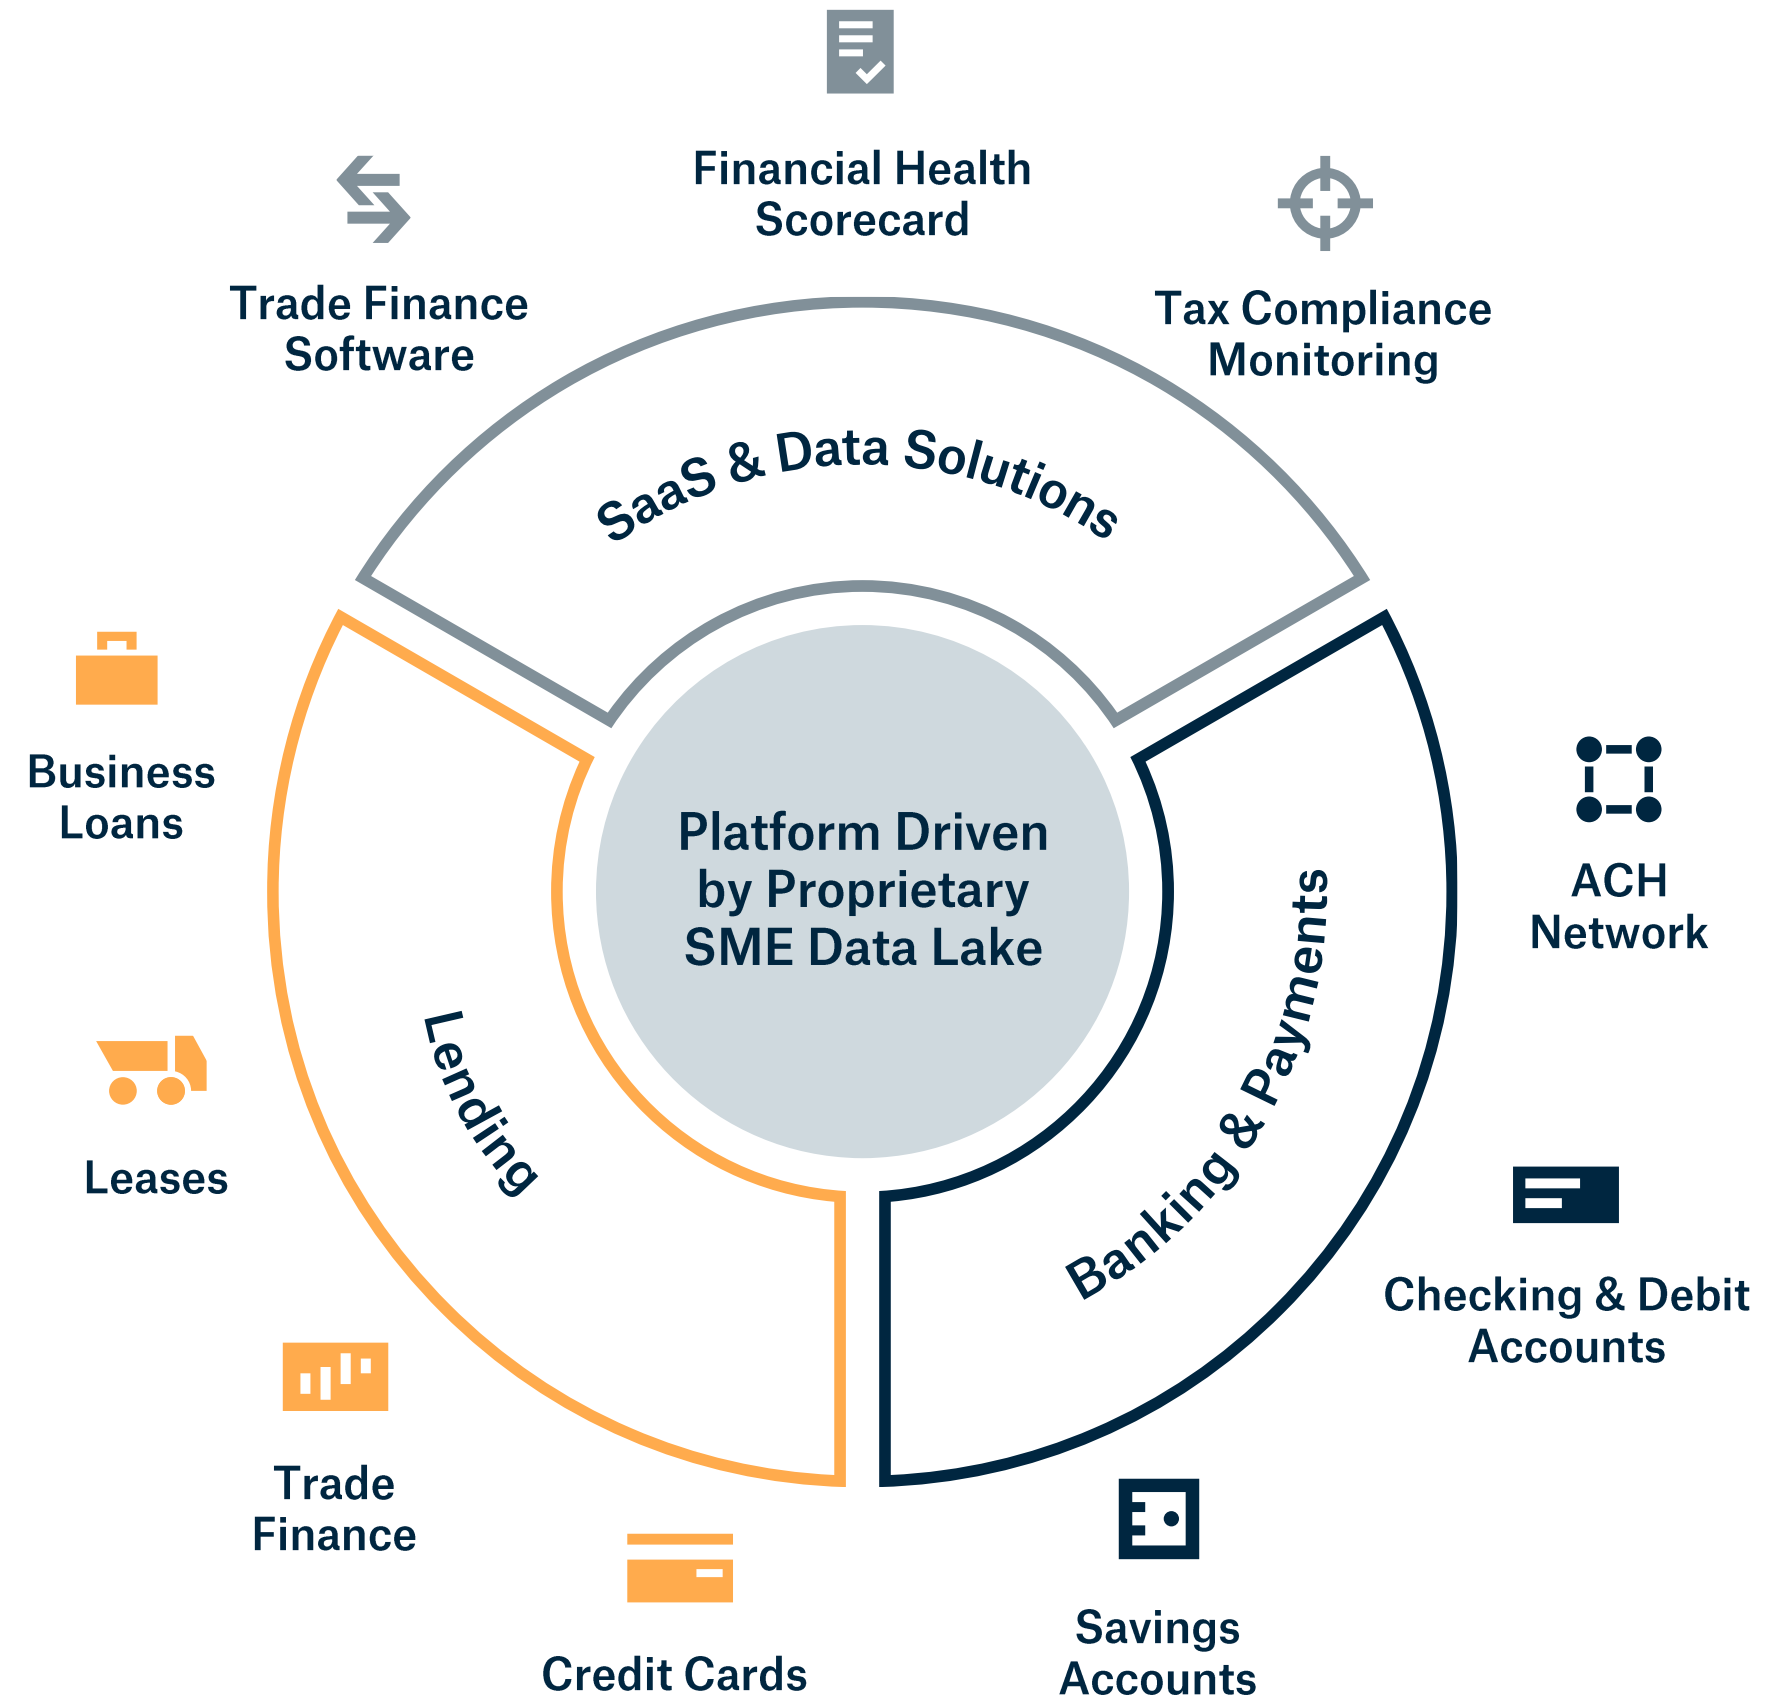 Financial Health
Scorecard
Trade Finance
Software
Tax Compliance
Monitoring
SaaS & Data Solutions
Business
Loans
Platform Driven
by Proprietary
SME Data Lake
ACH
Network
Lending
Banking & Payments
Leases
Checking & Debit
Accounts
Trade
Finance
Savings
Accounts
Credit Cards